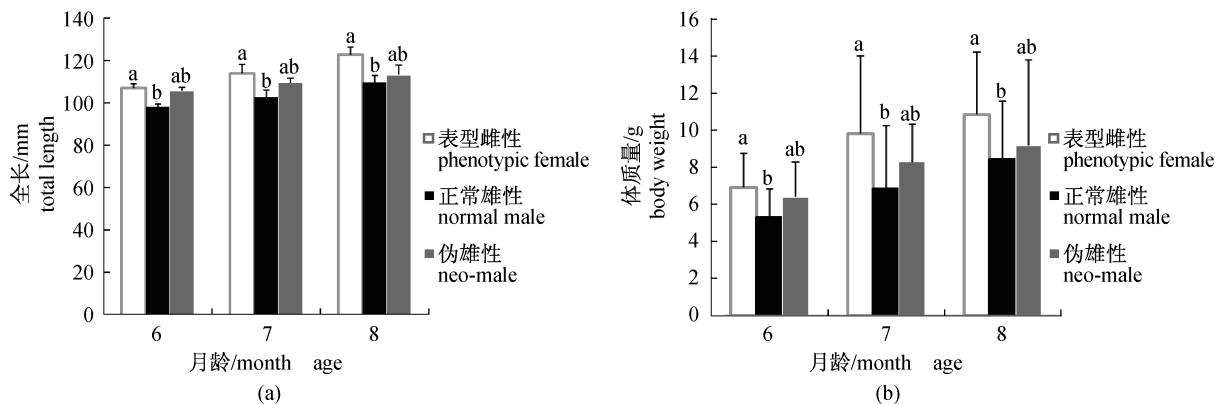 140
120
100
80
60
40
20
0
全长/mm
total length
a
b
ab
a
b
ab
a
b
ab
6
7
8
月龄/month age
(a)
表型雌性
phenotypic female
正常雄性
normal male
伪雄性
neo-male
16
14
12
10
8
6
4
2
0
体质量/g
body weight
a
b
ab
a
b
ab
a
b
ab
6
7
8
月龄/month age
(b)
表型雌性
phenotypic female
正常雄性
normal male
伪雄性
neo-male